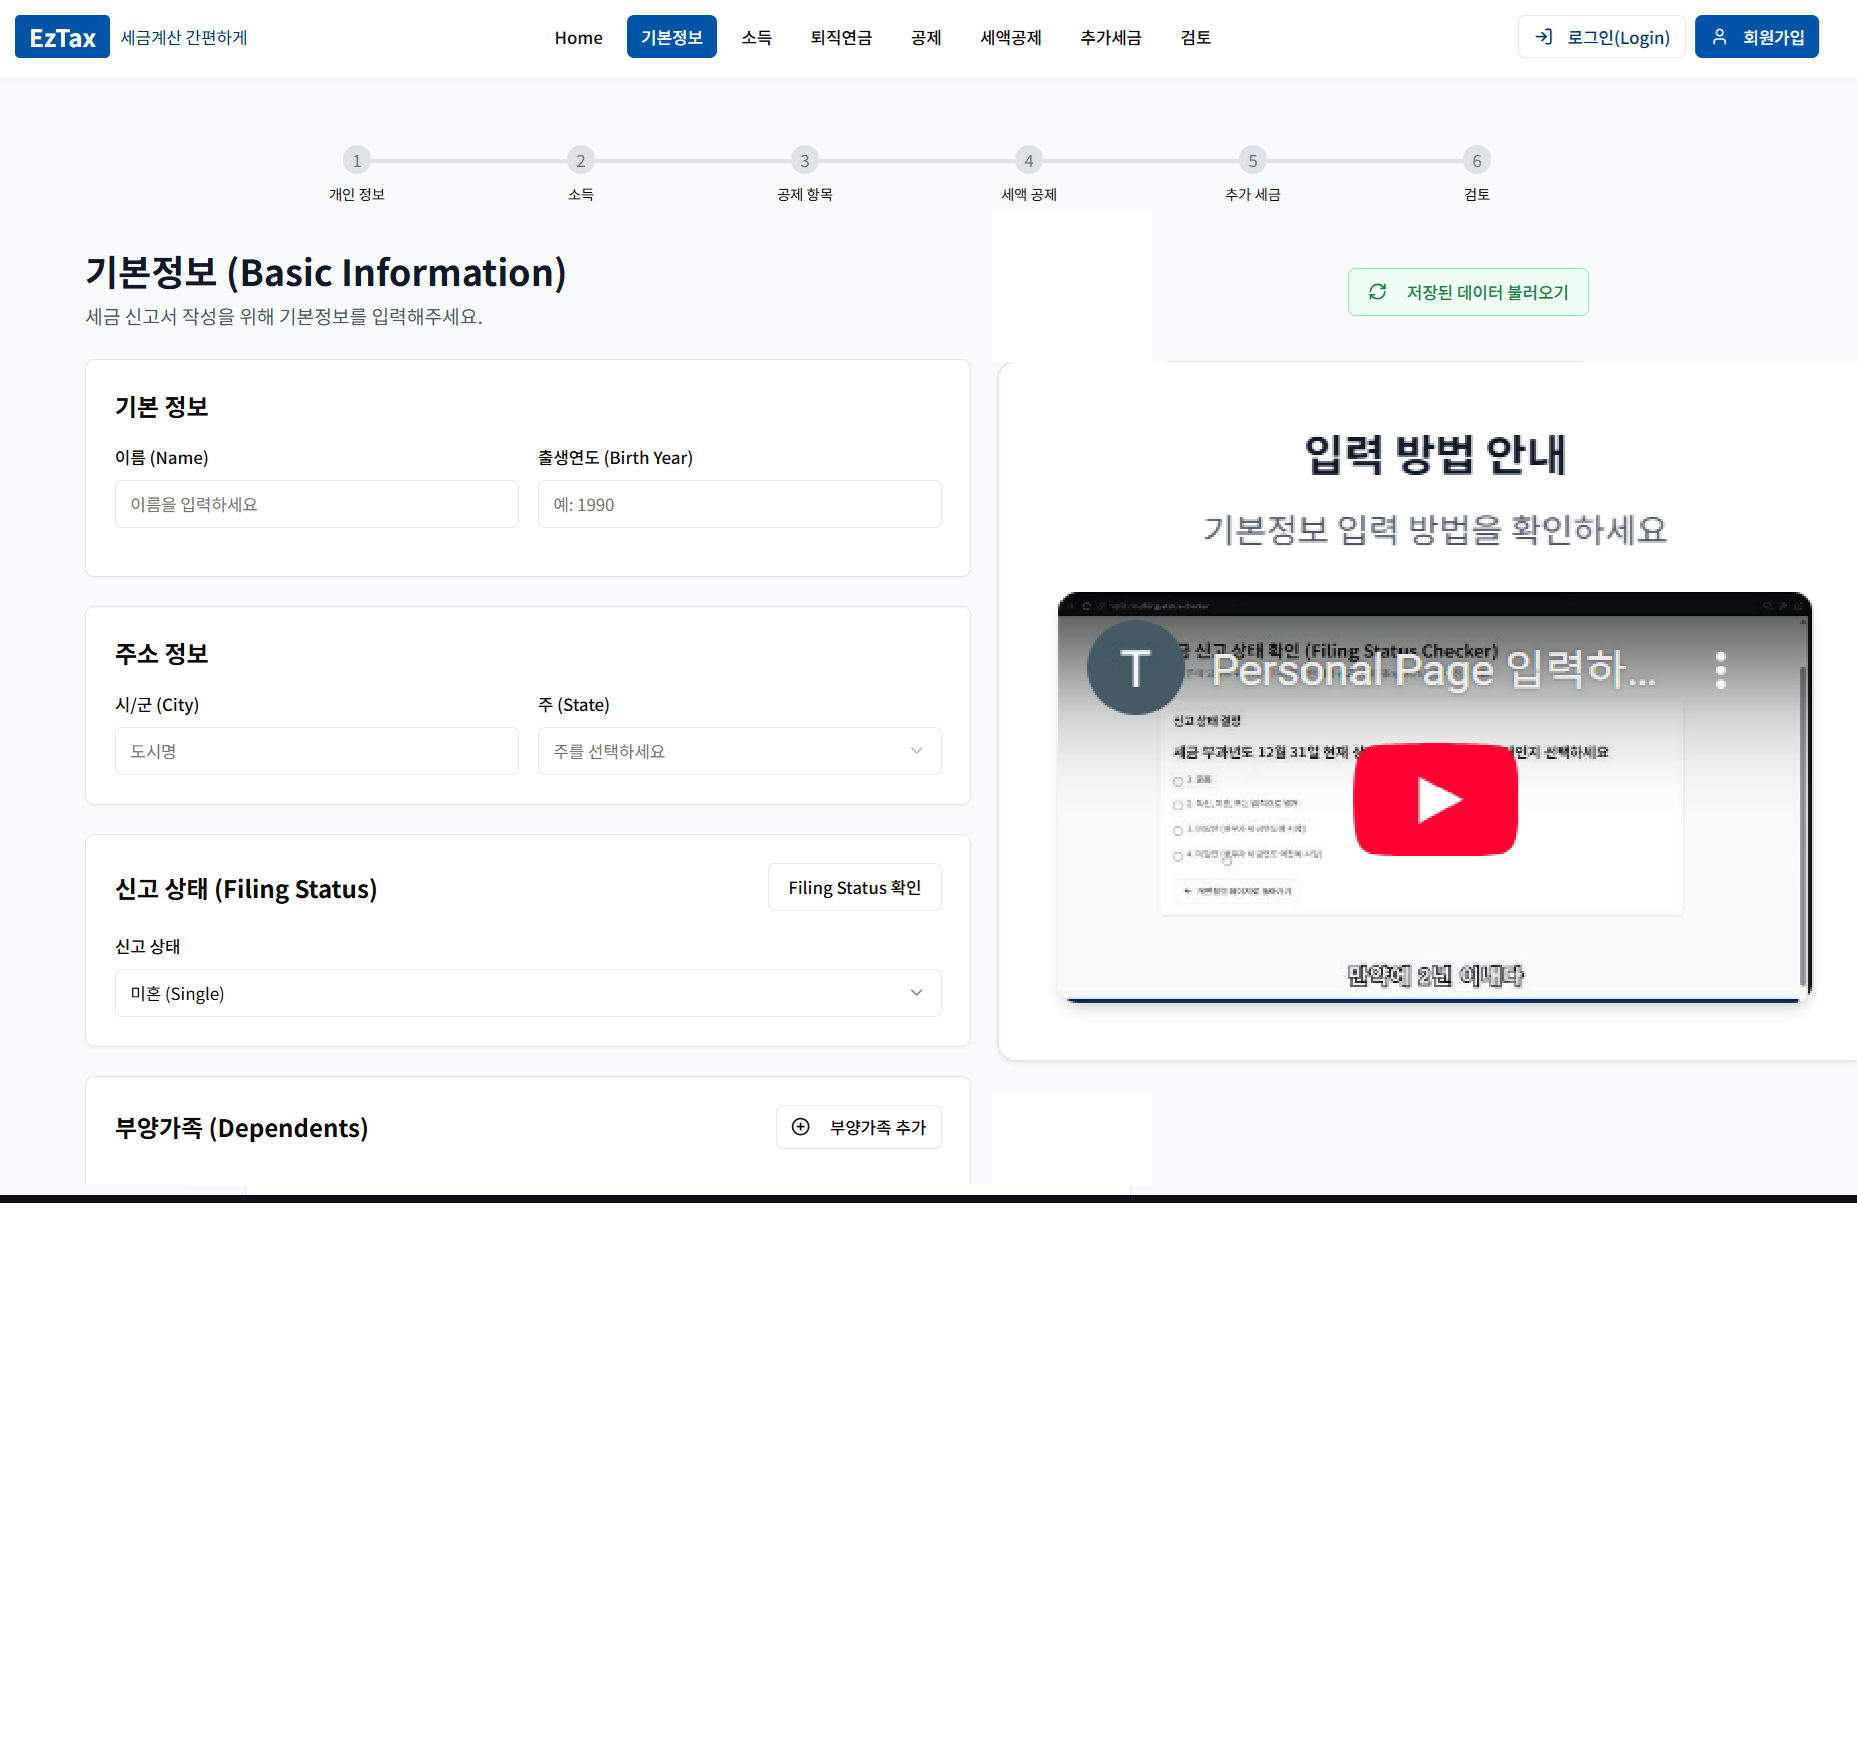 EzTax 세금계산 간편하게 Home 기본정보 소득 퇴직연금 공제 세액공제 추가세금 검토 로그인(Login) 회원가입
1 2 3 4 5 6
개인 정보 소득 공제 항목 세액 공제 추가 세금 검토
기본정보 (Basic Information)
세금 신고서 작성을 위해 기본정보를 입력해주세요.
저장된 데이터 불러오기
기본 정보
이름 (Name) 출생연도 (Birth Year)
이름을 입력하세요 예: 1990
주소 정보
시/군 (City) 주 (State)
도시명 주를 선택하세요
신고 상태 (Filing Status) Filing Status 확인
신고 상태
미혼 (Single)
부양가족 (Dependents) 부양가족 추가
입력 방법 안내
기본정보 입력 방법을 확인하세요
신고 상태 확인 (Filing Status Checker)
T Personal Page 입력하...
신고 상태 결정
세금 부과년도 12월 31일 현재 인지 선택하세요
만약에 2년 이내다